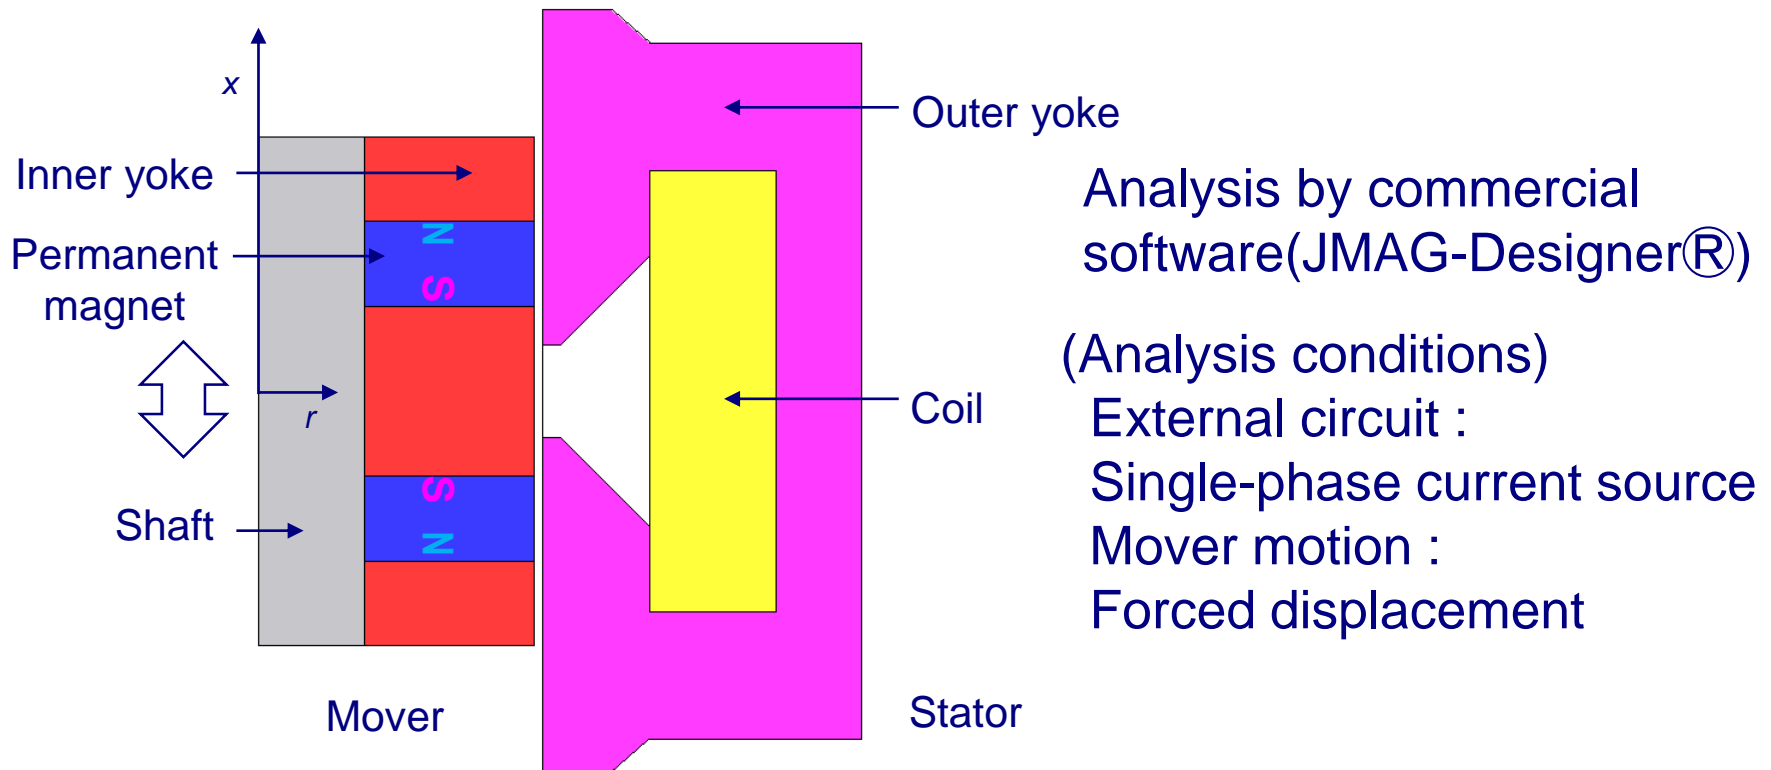 x
Outer yoke
Inner yoke
Analysis by commercial
software(JMAG-Designer®)
N
Permanent
magnet
S
(Analysis conditions)
r
Coil
External circuit :
Single-phase current source
S
Shaft
N
Mover motion :
Forced displacement
Mover
Stator